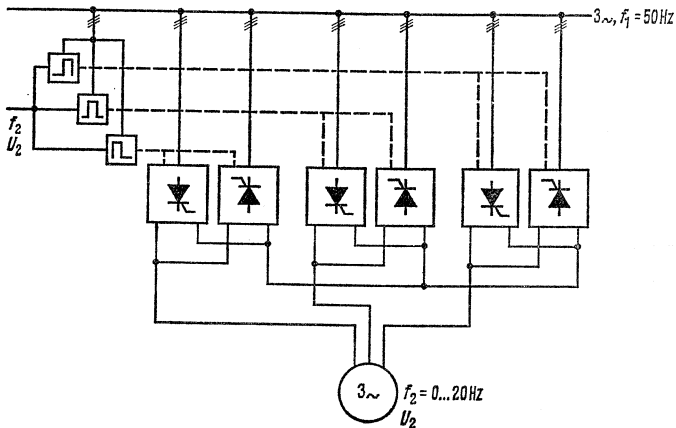 3~, f₁ = 50 Hz
f₂
U₂
3~
f₂ = 0...20 Hz
U₂